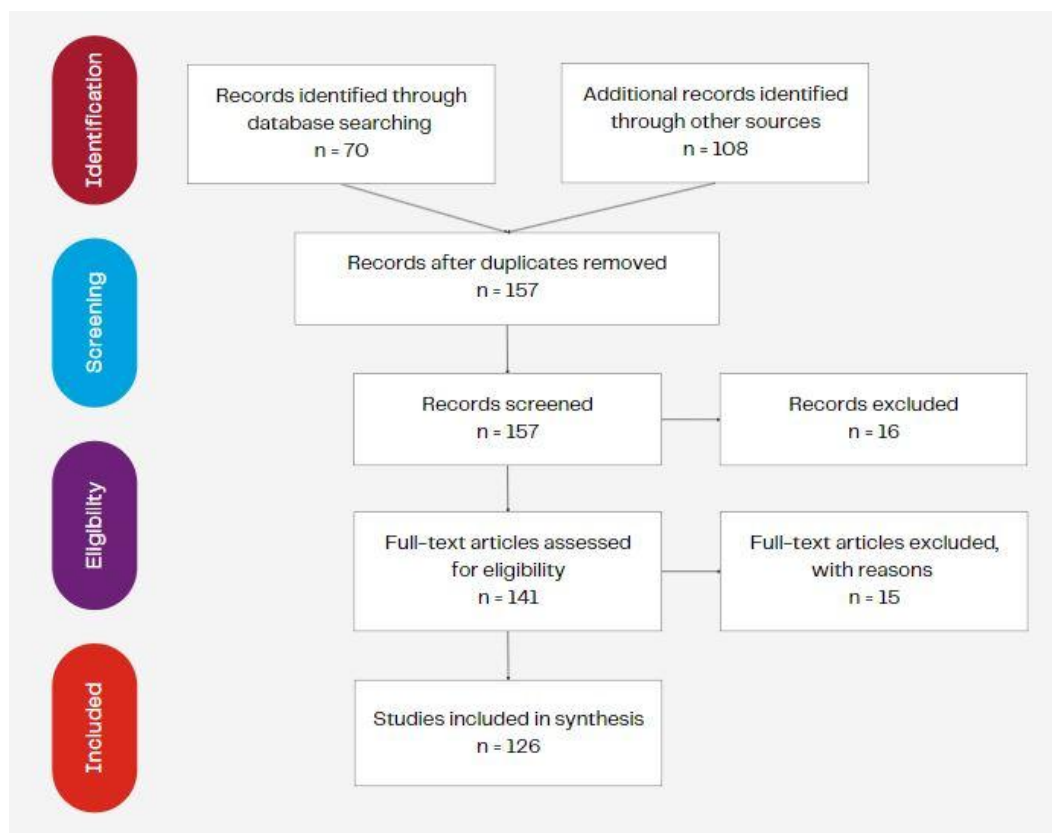 Identification
Records identified through
database searching
n = 70
Additional records identified
through other sources
n = 108
Screening
Records after duplicates removed
n = 157
Records screened
n = 157
Records excluded
n = 16
Eligibility
Full-text articles assessed
for eligibility
n = 141
Full-text articles excluded,
with reasons
n = 15
Included
Studies included in synthesis
n = 126